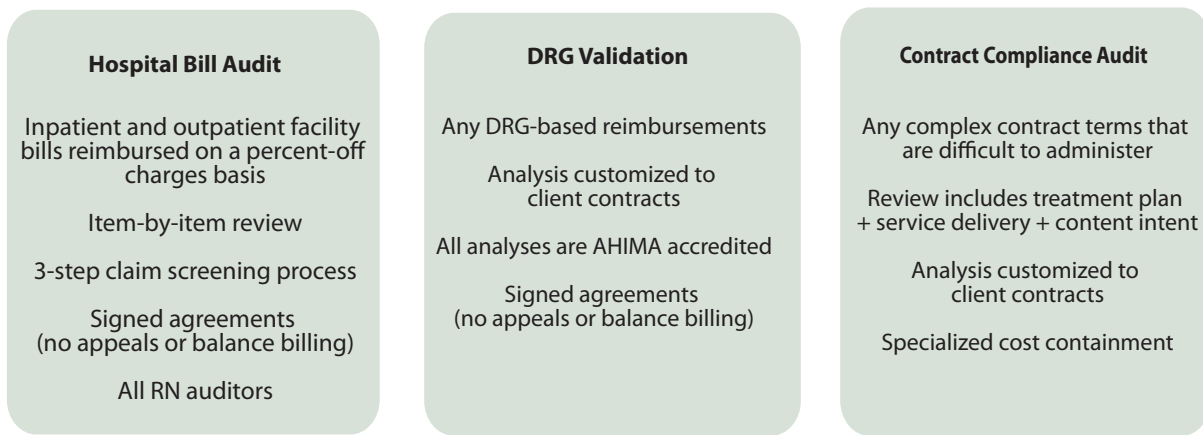 Hospital Bill Audit
Inpatient and outpatient facility
bills reimbursed on a percent-off
charges basis
Item-by-item review
3-step claim screening process
Signed agreements
(no appeals or balance billing)
All RN auditors
DRG Validation
Any DRG-based reimbursements
Analysis customized to
client contracts
All analyses are AHIMA accredited
Signed agreements
(no appeals or balance billing)
Contract Compliance Audit
Any complex contract terms that
are difficult to administer
Review includes treatment plan
+ service delivery + content intent
Analysis customized to
client contracts
Specialized cost containment